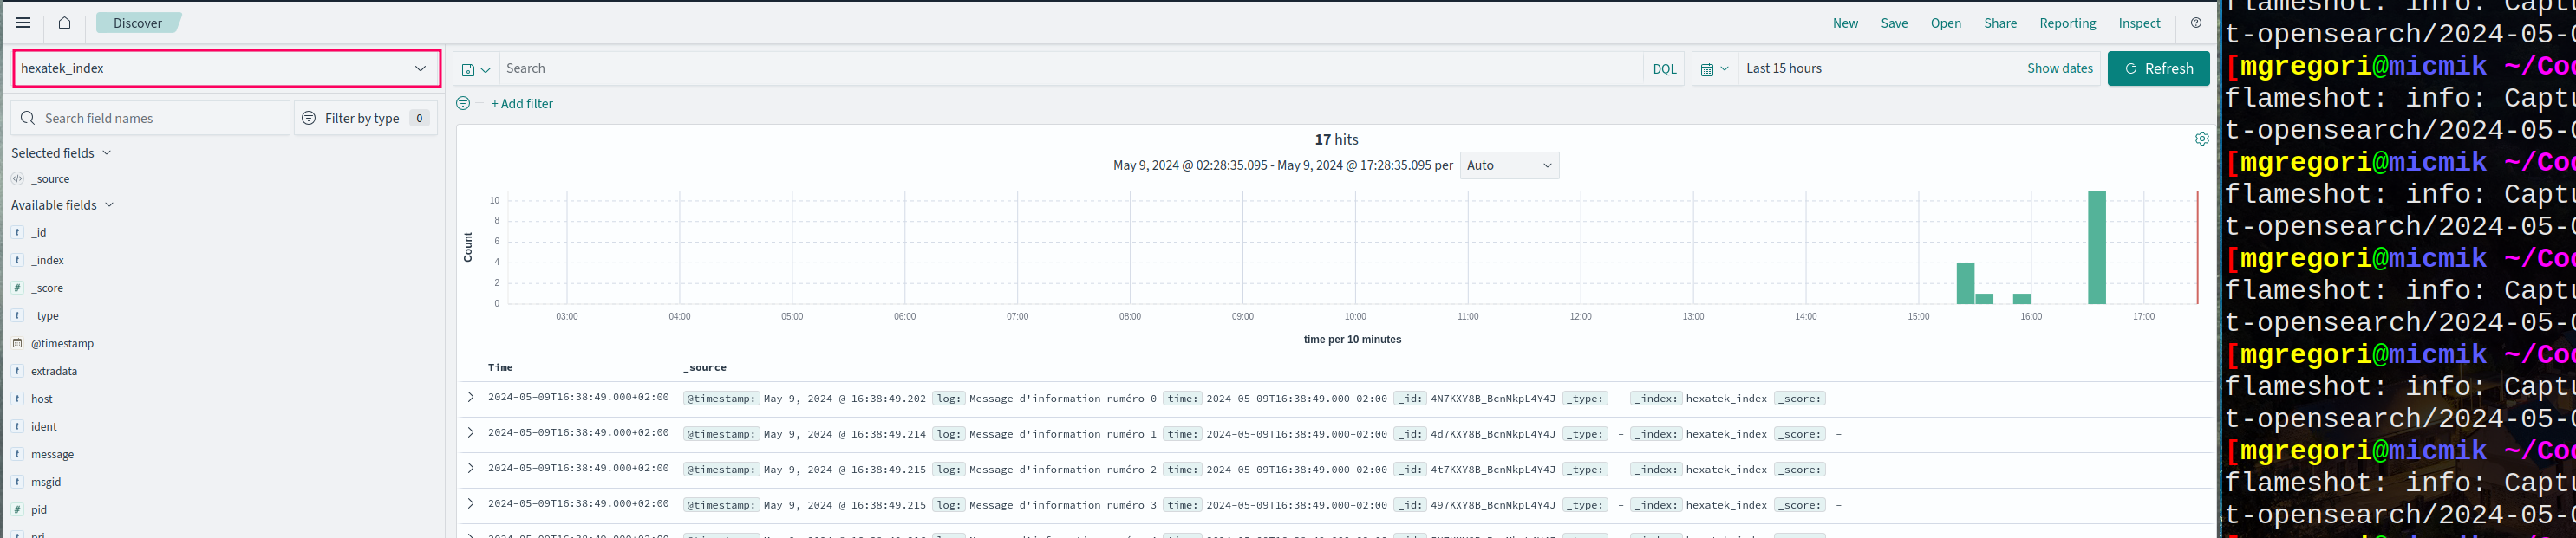 Discover
New Save Open Share Reporting Inspect
hexatek_index
Search DQL Last 15 hours Show dates Refresh
+ Add filter
Search field names Filter by type 0
Selected fields
_source
Available fields
_id
_index
_score
_type
@timestamp
extradata
host
ident
message
msgid
pid
pri
17 hits
May 9, 2024 @ 02:28:35.095 - May 9, 2024 @ 17:28:35.095 per Auto
Count
10
8
6
4
2
0
03:00 04:00 05:00 06:00 07:00 08:00 09:00 10:00 11:00 12:00 13:00 14:00 15:00 16:00 17:00
time per 10 minutes
Time _source
2024-05-09T16:38:49.000+02:00 @timestamp: May 9, 2024 @ 16:38:49.202 log: Message d'information numéro 0 time: 2024-05-09T16:38:49.000+02:00 _id: 4N7KXY8B_BcnMkpL4Y4J _type: - _index: hexatek_index _score: -
2024-05-09T16:38:49.000+02:00 @timestamp: May 9, 2024 @ 16:38:49.214 log: Message d'information numéro 1 time: 2024-05-09T16:38:49.000+02:00 _id: 4d7KXY8B_BcnMkpL4Y4J _type: - _index: hexatek_index _score: -
2024-05-09T16:38:49.000+02:00 @timestamp: May 9, 2024 @ 16:38:49.215 log: Message d'information numéro 2 time: 2024-05-09T16:38:49.000+02:00 _id: 4t7KXY8B_BcnMkpL4Y4J _type: - _index: hexatek_index _score: -
2024-05-09T16:38:49.000+02:00 @timestamp: May 9, 2024 @ 16:38:49.215 log: Message d'information numéro 3 time: 2024-05-09T16:38:49.000+02:00 _id: 497KXY8B_BcnMkpL4Y4J _type: - _index: hexatek_index _score: -
flameshot: info: Captu
t-opensearch/2024-05-0
[mgregori@micmik ~/Cod
flameshot: info: Captu
t-opensearch/2024-05-0
[mgregori@micmik ~/Cod
flameshot: info: Captu
t-opensearch/2024-05-0
[mgregori@micmik ~/Cod
flameshot: info: Captu
t-opensearch/2024-05-0
[mgregori@micmik ~/Cod
flameshot: info: Captu
t-opensearch/2024-05-0
[mgregori@micmik ~/Cod
flameshot: info: Captu
t-opensearch/2024-05-0